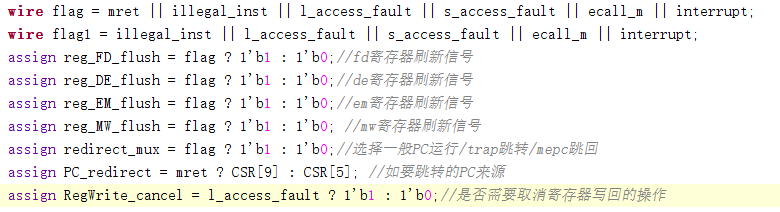 wire flag = mret || illegal_inst || l_access_fault || s_access_fault || ecall_m || interrupt;
wire flag1 = illegal_inst || l_access_fault || s_access_fault || ecall_m || interrupt;
assign reg_FD_flush = flag ? 1'b1 : 1'b0;//fd寄存器刷新信号
assign reg_DE_flush = flag ? 1'b1 : 1'b0;//de寄存器刷新信号
assign reg_EM_flush = flag ? 1'b1 : 1'b0;//em寄存器刷新信号
assign reg_MW_flush = flag ? 1'b1 : 1'b0; //mw寄存器刷新信号
assign redirect_mux = flag ? 1'b1 : 1'b0;//选择一般PC运行/trap跳转/mepc跳回
assign PC_redirect = mret ? CSR[9] : CSR[5]; //如要跳转的PC来源
assign RegWrite_cancel = l_access_fault ? 1'b1 : 1'b0;//是否需要取消寄存器写回的操作